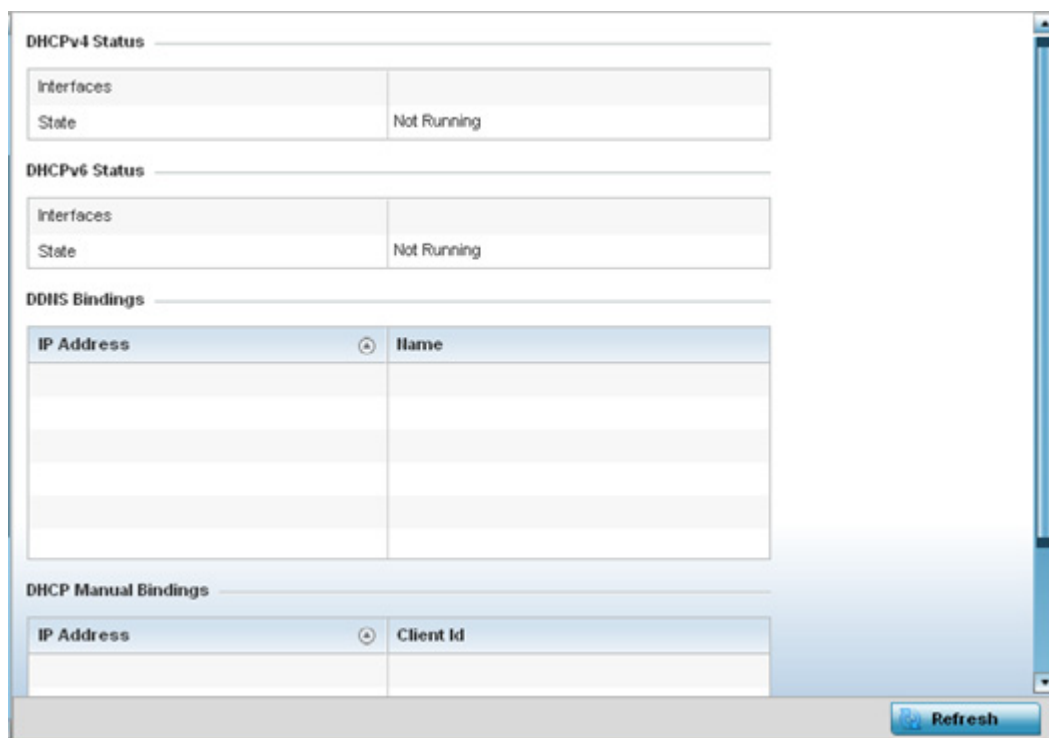 DHCPv4 Status
Interfaces
State Not Running
DHCPv6 Status
Interfaces
State Not Running
DDNS Bindings
IP Address Name
DHCP Manual Bindings
IP Address Client Id
Refresh